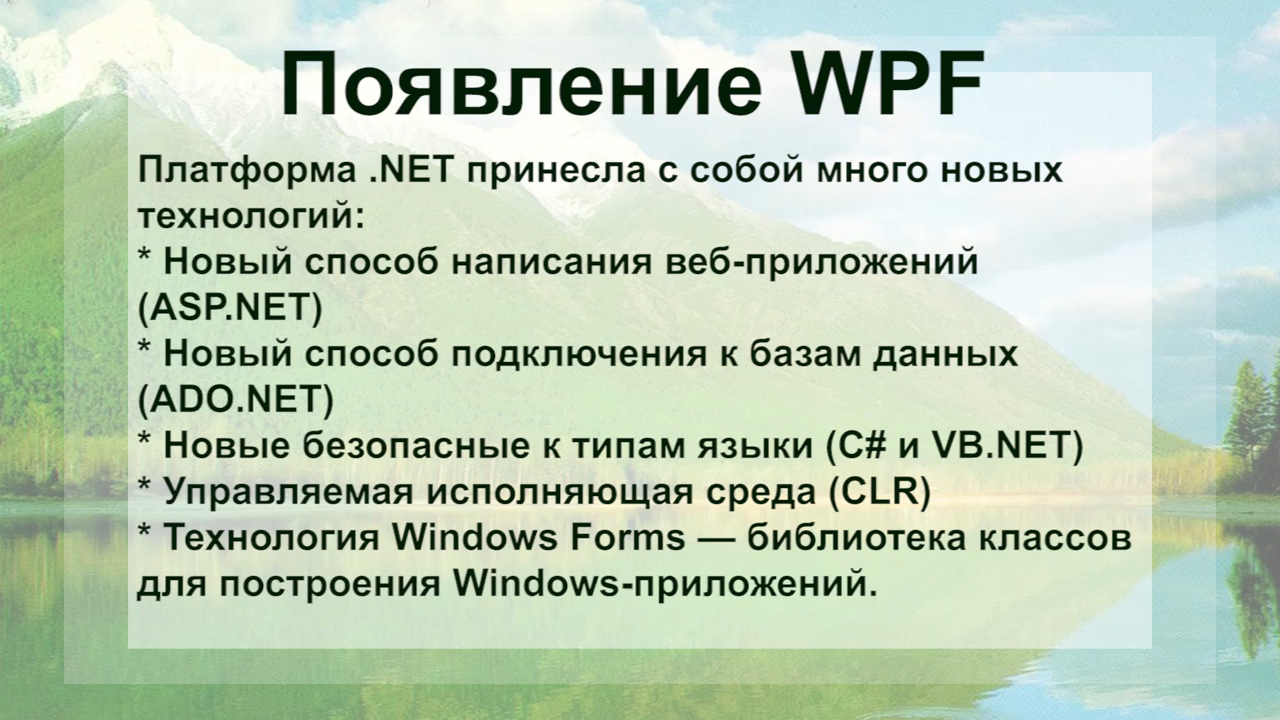 Появление WPF
Платформа .NET принесла с собой много новых
технологий:
* Новый способ написания веб-приложений
(ASP.NET)
* Новый способ подключения к базам данных
(ADO.NET)
* Новые безопасные к типам языки (C# и VB.NET)
* Управляемая исполняющая среда (CLR)
* Технология Windows Forms — библиотека классов
для построения Windows-приложений.